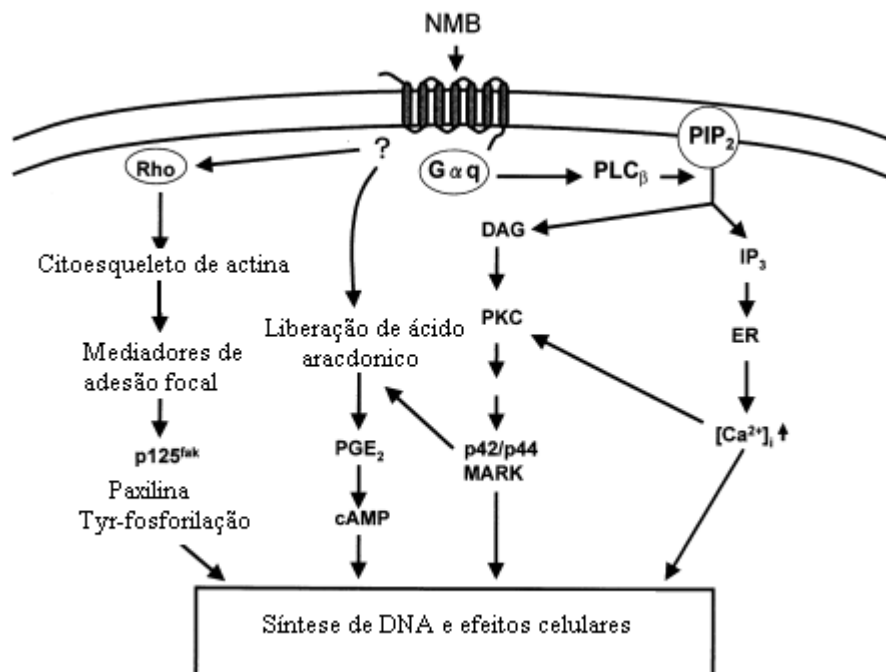 NMB
?
Rho
Gαq
PLCβ
PIP2
Citoesqueleto de actina
DAG
IP3
Mediadores de
adesão focal
Liberação de ácido
aracdonico
PKC
ER
p125fak
PGE2
p42/p44
MARK
[Ca2+]i
Paxilina
Tyr-fosforilação
cAMP
Síntese de DNA e efeitos celulares